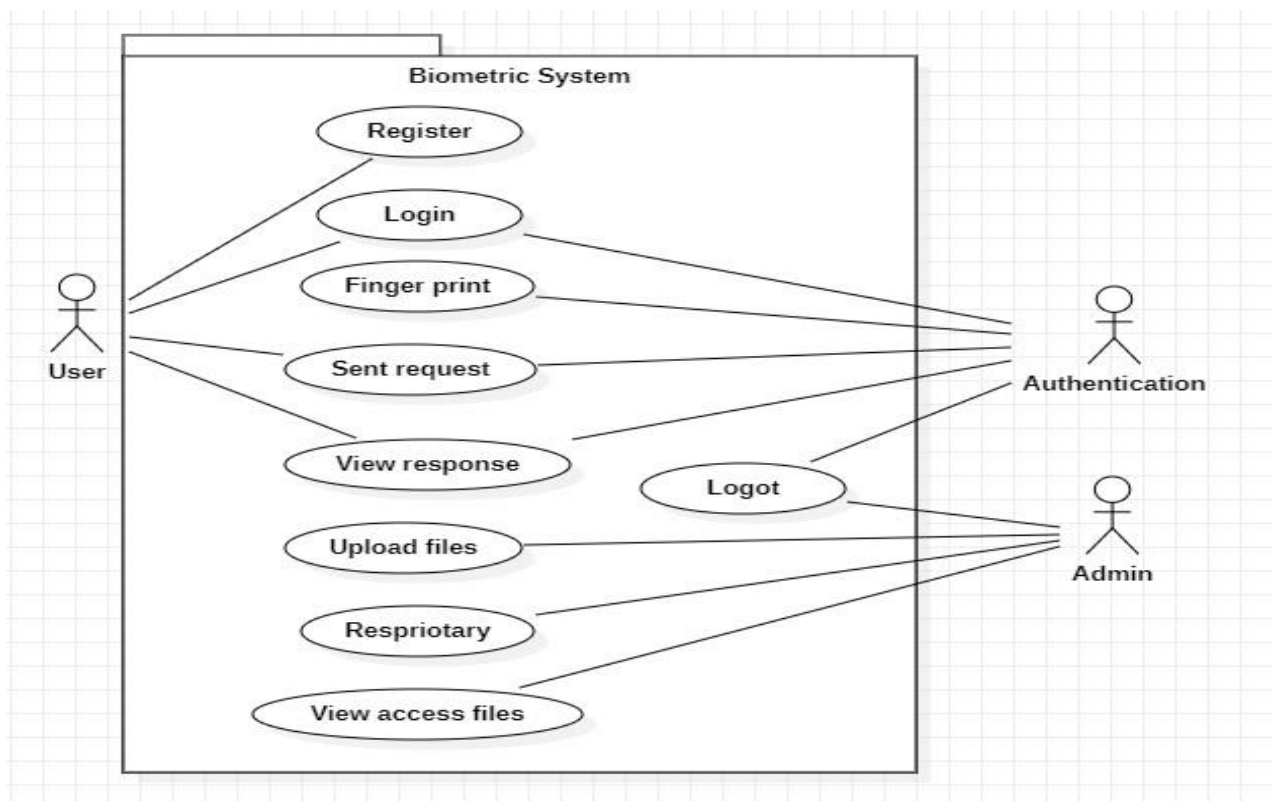 Biometric System
Register
Login
Finger print
User
Sent request
Authentication
View response
Logot
Upload files
Admin
Respriotary
View access files